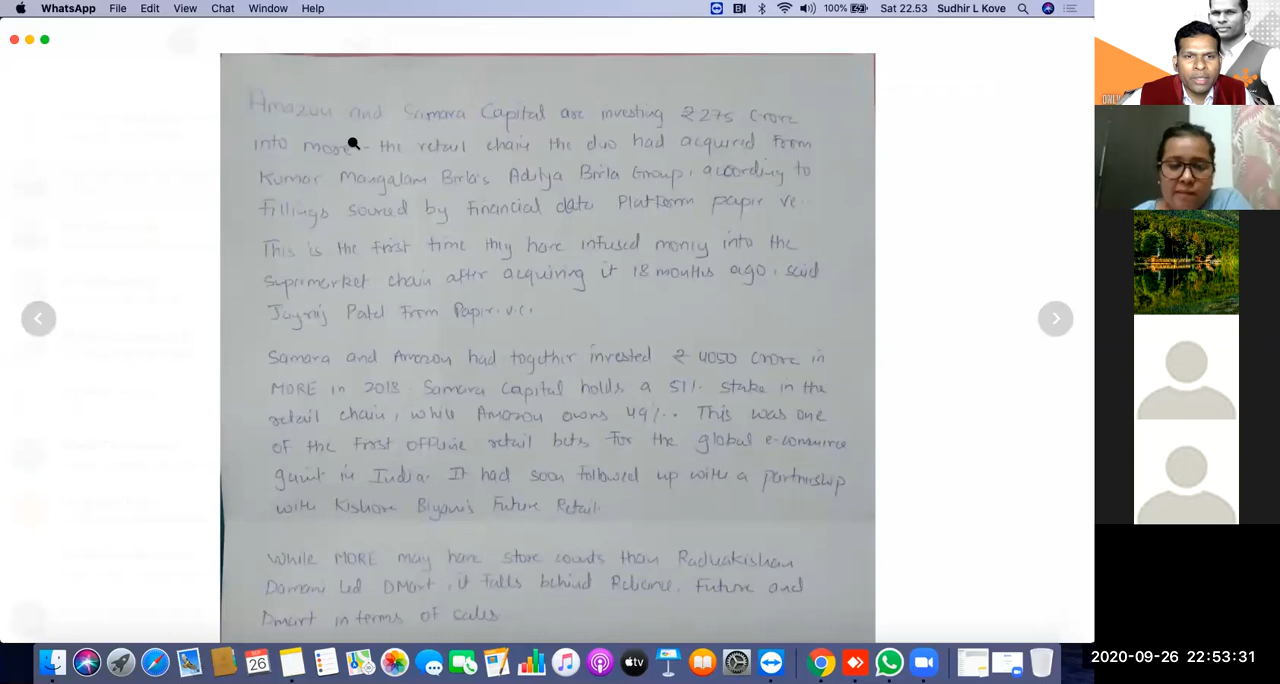 WhatsApp File Edit View Chat Window Help 100% Sat 22.53 Sudhir L Kove
Amazon and Samara Capital are investing ₹ 275 crore
into more - the retail chain the duo had acquired from
Kumar Mangalam Birla's Aditya Birla Group, according to
fillings soured by financial data Platform papir vc..
This is the first time they have infused money into the
suprimerket chain after acquiring it 18 months ago, said
Patel From Papir.v.c.
Samara and Amazon had together invested ₹ 4050 crore in
MORE in 2018. Samara Capital holds a 51% stake in the
retail chain, while Amazon owns 49%. This was one
of the first offline retail bets for the global e-commerce
gaint in India. It had soon followed up with a partnership
with Kishore Biyani's Future Retail.
While MORE may have store counts than Radhakishan
Damani Led DMart, it falls behind Reliance, Future and
Dmart in terms of sales
SEP
26
tv
2020-09-26 22:53:31